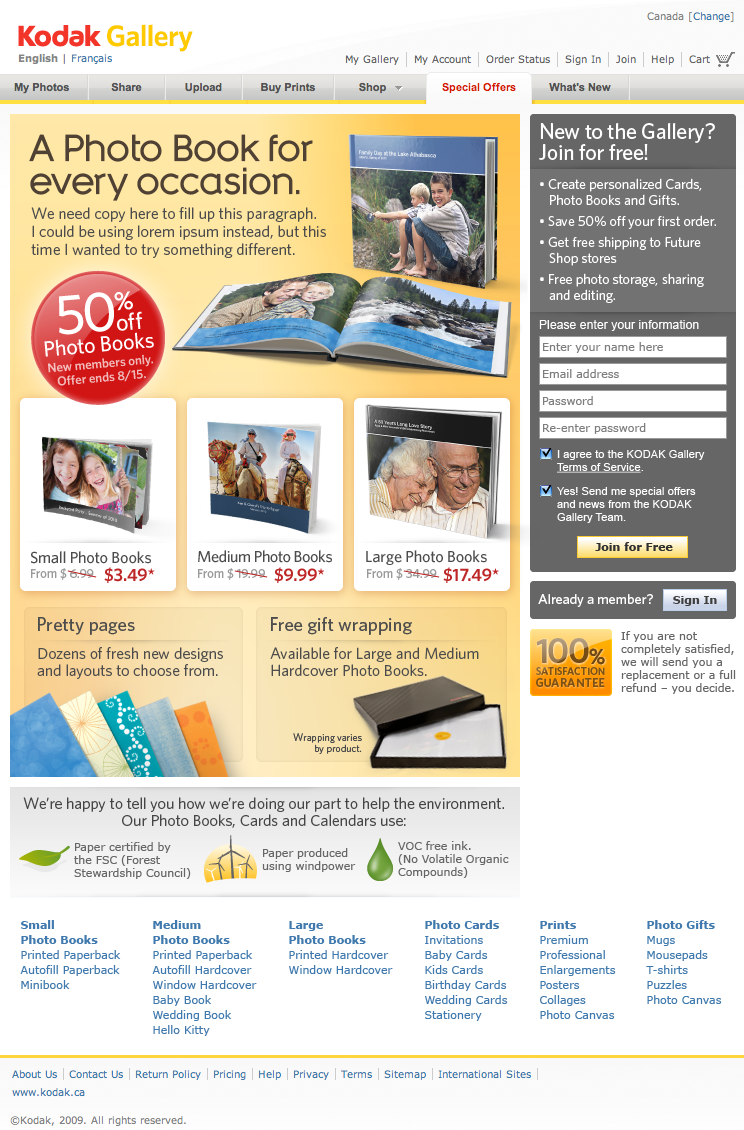 Canada [Change]
Kodak Gallery
English | Français
My Gallery | My Account | Order Status | Sign In | Join | Help | Cart
My Photos
Share
Upload
Buy Prints
Shop
Special Offers
What's New
A Photo Book for
every occasion.
We need copy here to fill up this paragraph.
I could be using lorem ipsum instead, but this
time I wanted to try something different.
Family Day at the Lake Athabasca
50% off
Photo Books
New members only.
Offer ends 8/15.
Small Photo Books
From $ 6.99 $3.49*
Medium Photo Books
From $ 19.99 $9.99*
A 50 Years Long Love Story
Large Photo Books
From $ 34.99 $17.49*
Pretty pages
Dozens of fresh new designs
and layouts to choose from.
Free gift wrapping
Available for Large and Medium
Hardcover Photo Books.
Wrapping varies
by product.
New to the Gallery?
Join for free!
• Create personalized Cards,
Photo Books and Gifts.
• Save 50% off your first order.
• Get free shipping to Future
Shop stores
• Free photo storage, sharing
and editing.
Please enter your information
Enter your name here
Email address
Password
Re-enter password
I agree to the KODAK Gallery
Terms of Service.
Yes! Send me special offers
and news from the KODAK
Gallery Team.
Join for Free
Already a member?
Sign In
100%
SATISFACTION
GUARANTEE
If you are not
completely satisfied,
we will send you a
replacement or a full
refund – you decide.
We're happy to tell you how we're doing our part to help the environment.
Our Photo Books, Cards and Calendars use:
Paper certified by
the FSC (Forest
Stewardship Council)
Paper produced
using windpower
VOC free ink.
(No Volatile Organic
Compounds)
Small
Photo Books
Printed Paperback
Autofill Paperback
Minibook
Medium
Photo Books
Printed Paperback
Autofill Hardcover
Window Hardcover
Baby Book
Wedding Book
Hello Kitty
Large
Photo Books
Printed Hardcover
Window Hardcover
Photo Cards
Invitations
Baby Cards
Kids Cards
Birthday Cards
Wedding Cards
Stationery
Prints
Premium
Professional
Enlargements
Posters
Collages
Photo Canvas
Photo Gifts
Mugs
Mousepads
T-shirts
Puzzles
Photo Canvas
About Us | Contact Us | Return Policy | Pricing | Help | Privacy | Terms | Sitemap | International Sites |
www.kodak.ca
©Kodak, 2009. All rights reserved.